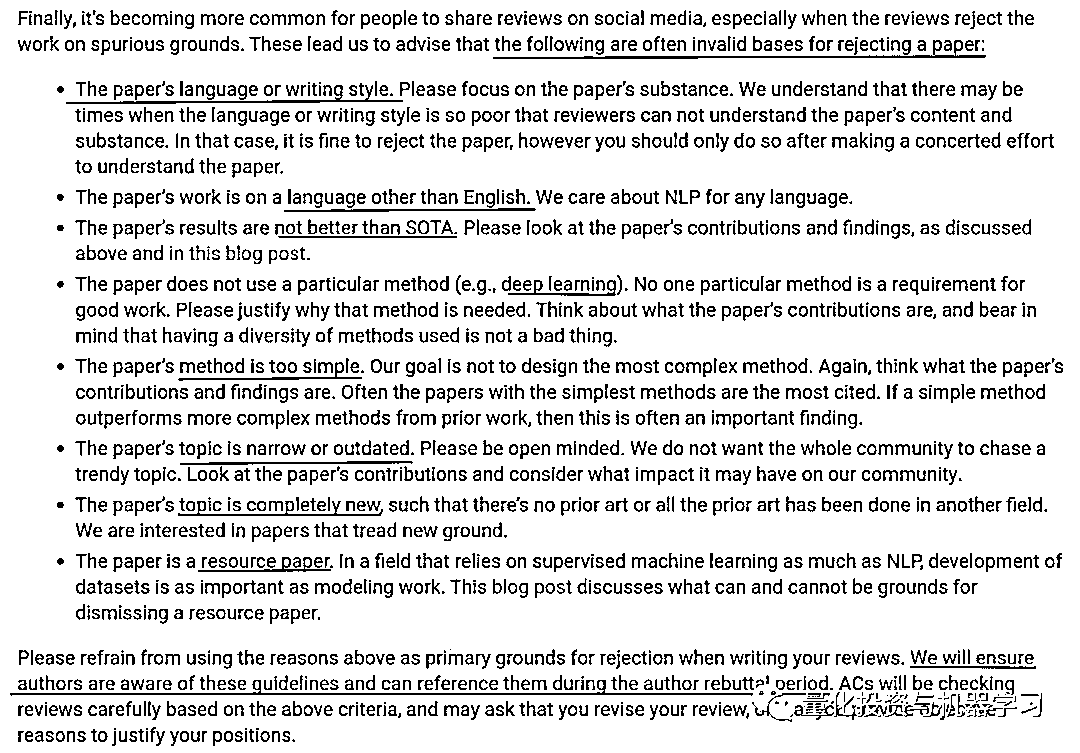 Finally, it's becoming more common for people to share reviews on social media, especially when the reviews reject the
work on spurious grounds. These lead us to advise that the following are often invalid bases for rejecting a paper:
• The paper's language or writing style. Please focus on the paper's substance. We understand that there may be
times when the language or writing style is so poor that reviewers can not understand the paper's content and
substance. In that case, it is fine to reject the paper, however you should only do so after making a concerted effort
to understand the paper.
• The paper's work is on a language other than English. We care about NLP for any language.
• The paper's results are not better than SOTA. Please look at the paper's contributions and findings, as discussed
above and in this blog post.
• The paper does not use a particular method (e.g., deep learning). No one particular method is a requirement for
good work. Please justify why that method is needed. Think about what the paper's contributions are, and bear in
mind that having a diversity of methods used is not a bad thing.
• The paper's method is too simple. Our goal is not to design the most complex method. Again, think what the paper's
contributions and findings are. Often the papers with the simplest methods are the most cited. If a simple method
outperforms more complex methods from prior work, then this is often an important finding.
• The paper's topic is narrow or outdated. Please be open minded. We do not want the whole community to chase a
trendy topic. Look at the paper's contributions and consider what impact it may have on our community.
• The paper's topic is completely new, such that there's no prior art or all the prior art has been done in another field.
We are interested in papers that tread new ground.
• The paper is a resource paper. In a field that relies on supervised machine learning as much as NLP, development of
datasets is as important as modeling work. This blog post discusses what can and cannot be grounds for
dismissing a resource paper.
Please refrain from using the reasons above as primary grounds for rejection when writing your reviews. We will ensure
authors are aware of these guidelines and can reference them during the author rebuttal period. ACs will be checking
reviews carefully based on the above criteria, and may ask that you revise your review,
量化投资与机器学习
reasons to justify your positions.